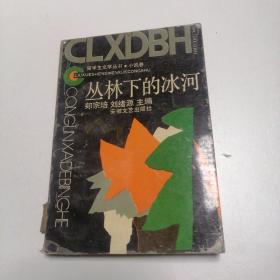 CLXDBH
留学生文学丛书·小说卷
LIUXUESHENGWENXUECONGSHU
丛林下的冰河
郏宗培 刘绪源 主编
安徽文艺出版社
CONGLINXIADEBINGHE